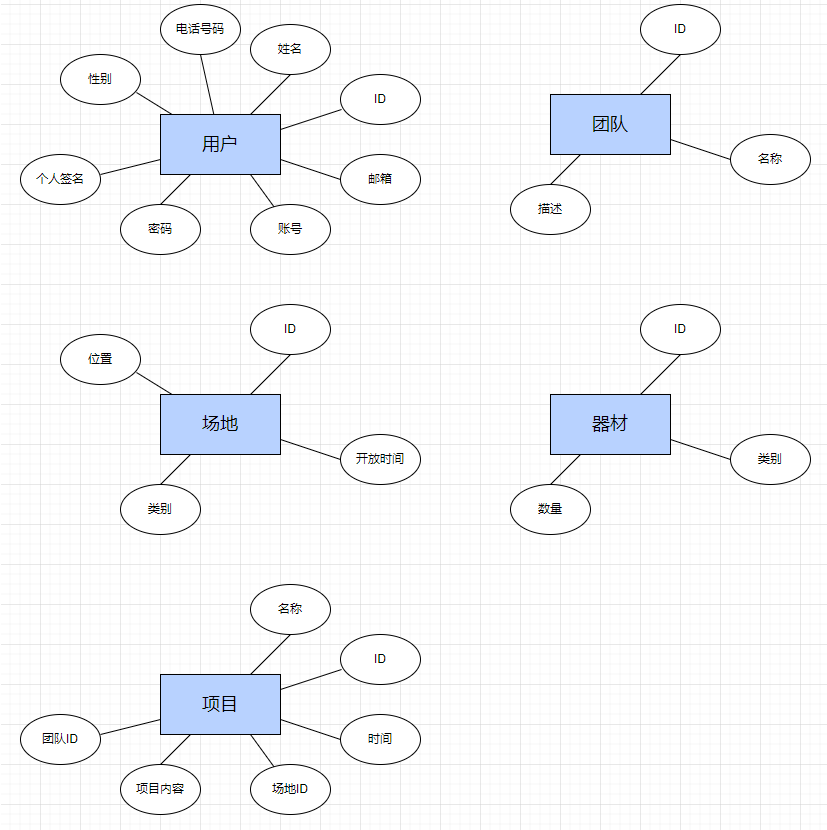 电话号码
姓名
性别
ID
用户
个人签名
邮箱
密码
账号
ID
团队
名称
描述
ID
位置
场地
开放时间
类别
ID
器材
类别
数量
名称
ID
项目
团队ID
时间
项目内容
场地ID